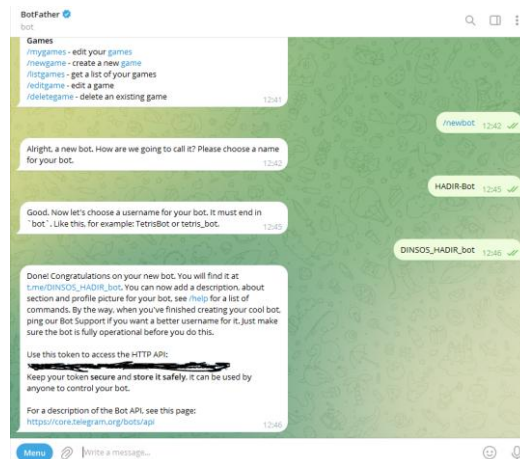 BotFather
bot
Games
/mygames - edit your games
/newgame - create a new game
/listgames - get a list of your games
/editgame - edit a game
/deletegame - delete an existing game
12:41
/newbot
12:42
Alright, a new bot. How are we going to call it? Please choose a name
for your bot.
12:42
HADIR-Bot
12:45
Good. Now let's choose a username for your bot. It must end in
`bot`. Like this, for example: TetrisBot or tetris_bot.
12:45
DINSOS_HADIR_bot
12:46
Done! Congratulations on your new bot. You will find it at
t.me/DINSOS_HADIR_bot. You can now add a description, about
section and profile picture for your bot, see /help for a list of
commands. By the way, when you've finished creating your cool bot,
ping our Bot Support if you want a better username for it. Just make
sure the bot is fully operational before you do this.
Use this token to access the HTTP API:
Keep your token secure and store it safely, it can be used by
anyone to control your bot.
For a description of the Bot API, see this page:
https://core.telegram.org/bots/api
12:46
Menu
Write a message...